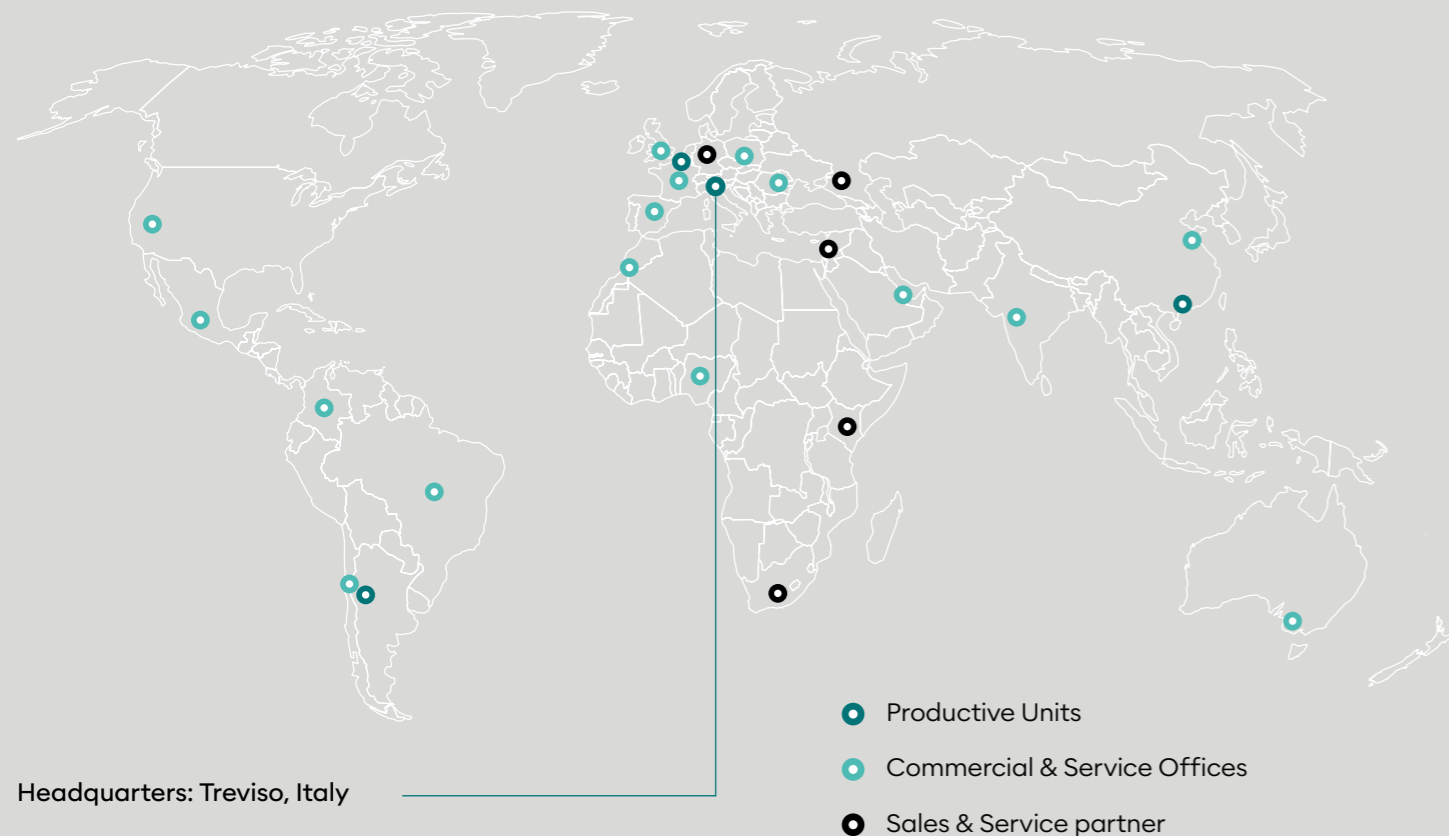 Productive Units
Commercial & Service Offices
Headquarters: Treviso, Italy
Sales & Service partner